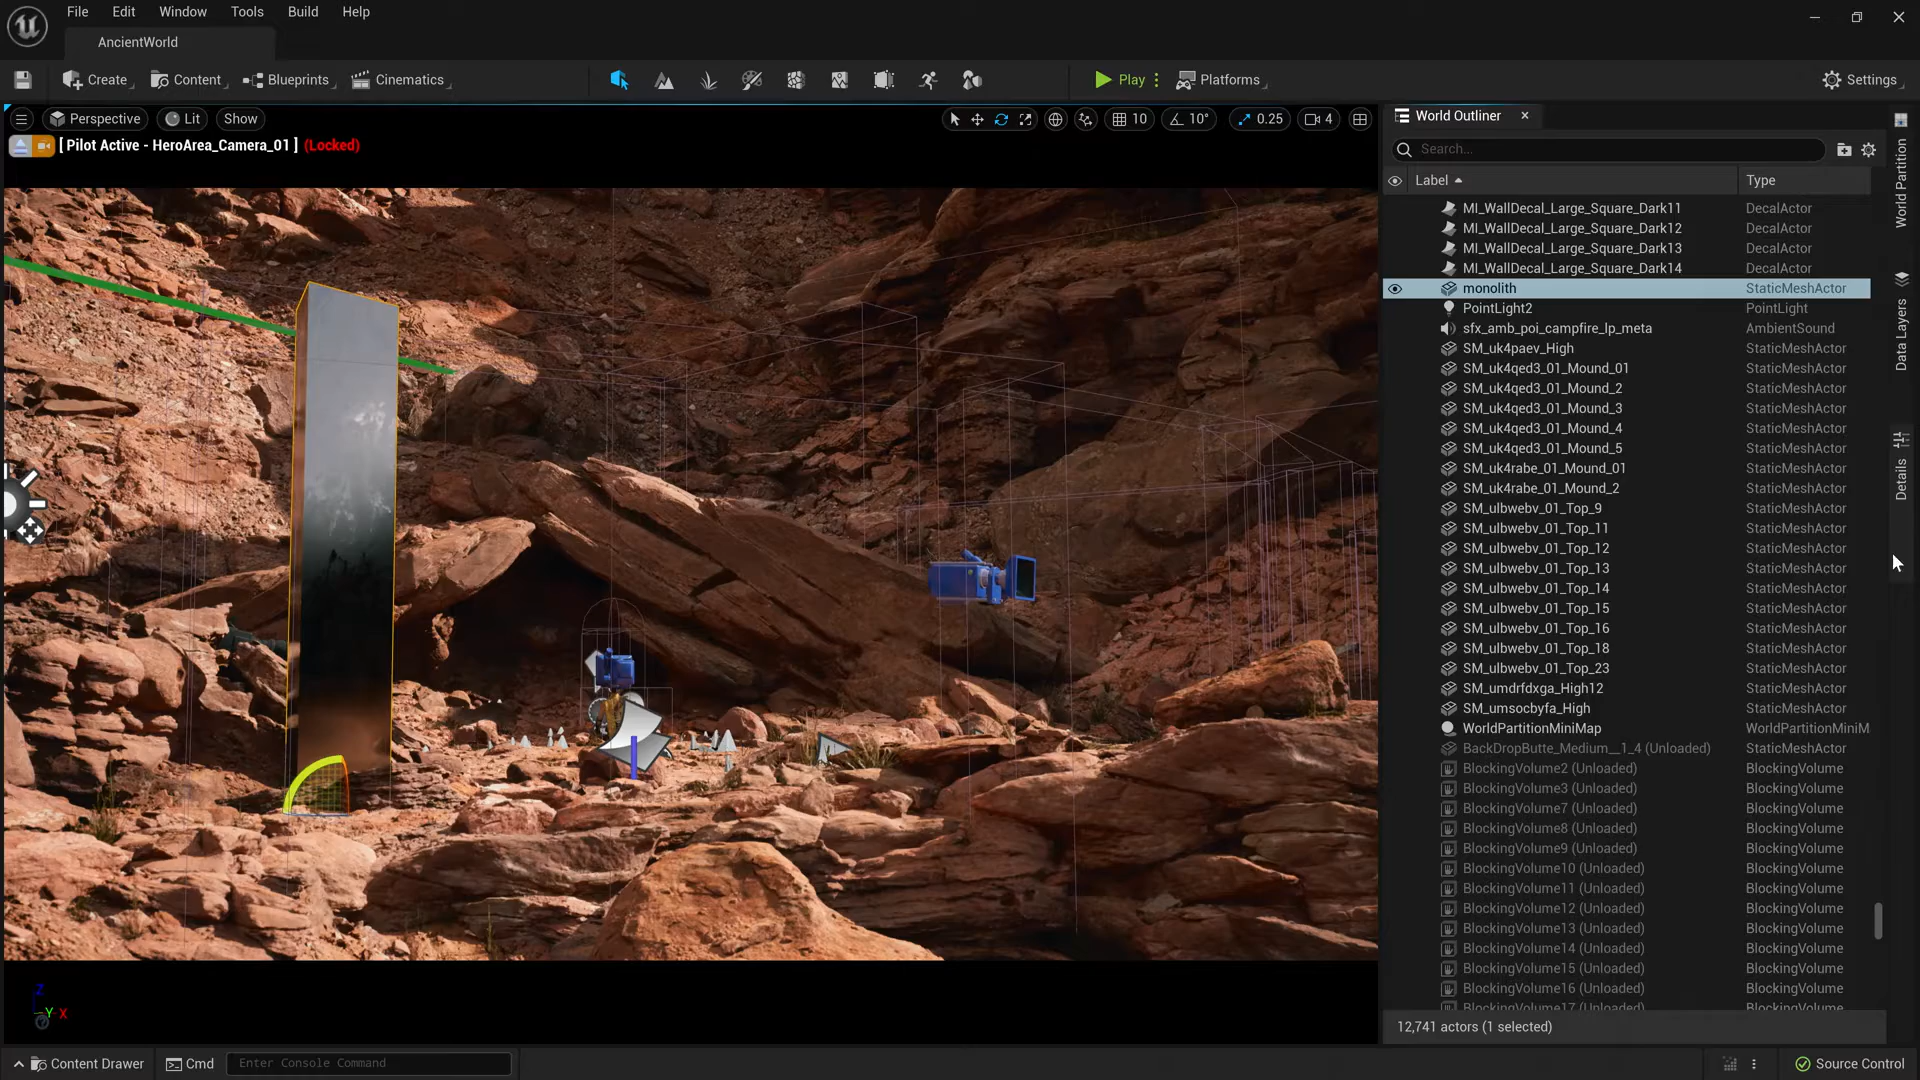 File Edit Window Tools Build Help
AncientWorld
Create Content Blueprints Cinematics Play Platforms Settings
Perspective Lit Show 10 10° 0.25 4
[ Pilot Active - HeroArea_Camera_01 ] (Locked)
World Outliner
Search...
Label Type
MI_WallDecal_Large_Square_Dark11 DecalActor
MI_WallDecal_Large_Square_Dark12 DecalActor
MI_WallDecal_Large_Square_Dark13 DecalActor
MI_WallDecal_Large_Square_Dark14 DecalActor
monolith StaticMeshActor
PointLight2 PointLight
sfx_amb_poi_campfire_lp_meta AmbientSound
SM_uk4paev_High StaticMeshActor
SM_uk4qed3_01_Mound_01 StaticMeshActor
SM_uk4qed3_01_Mound_2 StaticMeshActor
SM_uk4qed3_01_Mound_3 StaticMeshActor
SM_uk4qed3_01_Mound_4 StaticMeshActor
SM_uk4qed3_01_Mound_5 StaticMeshActor
SM_uk4rabe_01_Mound_01 StaticMeshActor
SM_uk4rabe_01_Mound_2 StaticMeshActor
SM_ulbwebv_01_Top_9 StaticMeshActor
SM_ulbwebv_01_Top_11 StaticMeshActor
SM_ulbwebv_01_Top_12 StaticMeshActor
SM_ulbwebv_01_Top_13 StaticMeshActor
SM_ulbwebv_01_Top_14 StaticMeshActor
SM_ulbwebv_01_Top_15 StaticMeshActor
SM_ulbwebv_01_Top_16 StaticMeshActor
SM_ulbwebv_01_Top_18 StaticMeshActor
SM_ulbwebv_01_Top_23 StaticMeshActor
SM_umdrfdxga_High12 StaticMeshActor
SM_umsocbyfa_High StaticMeshActor
WorldPartitionMiniMap WorldPartitionMiniM
BackDropButte_Medium__1_4 (Unloaded) StaticMeshActor
BlockingVolume2 (Unloaded) BlockingVolume
BlockingVolume3 (Unloaded) BlockingVolume
BlockingVolume7 (Unloaded) BlockingVolume
BlockingVolume8 (Unloaded) BlockingVolume
BlockingVolume9 (Unloaded) BlockingVolume
BlockingVolume10 (Unloaded) BlockingVolume
BlockingVolume11 (Unloaded) BlockingVolume
BlockingVolume12 (Unloaded) BlockingVolume
BlockingVolume13 (Unloaded) BlockingVolume
BlockingVolume14 (Unloaded) BlockingVolume
BlockingVolume15 (Unloaded) BlockingVolume
BlockingVolume16 (Unloaded) BlockingVolume
BlockingVolume17 (Unloaded) BlockingVolume
12,741 actors (1 selected)
World Partition
Data Layers
Details
Z
Y X
Content Drawer Cmd Enter Console Command Source Control